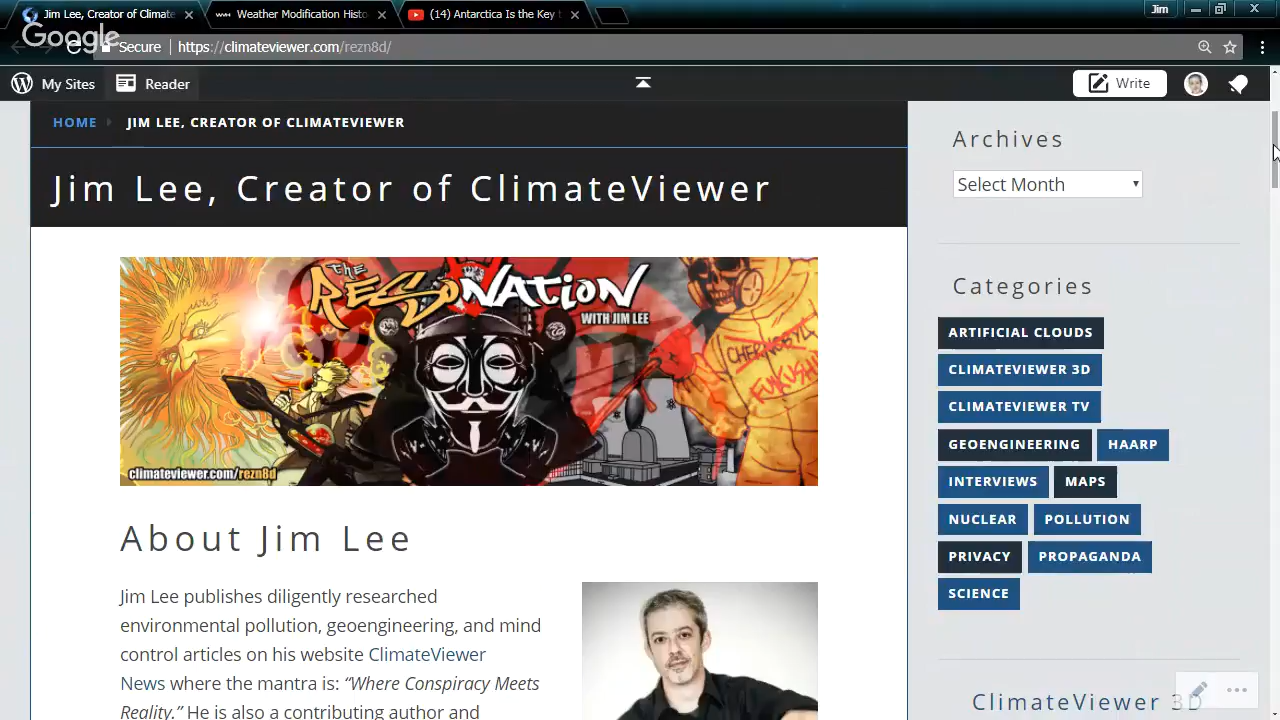 Jim Lee, Creator of Climate
Weather Modification Histo
(14) Antarctica Is the Key t
Jim
Google
Secure
https://climateviewer.com/rezn8d/
My Sites
Reader
Write
HOME
JIM LEE, CREATOR OF CLIMATEVIEWER
Jim Lee, Creator of ClimateViewer
the
RESONATION
WITH JIM LEE
CHERNOBYL
FUKUSHI
climateviewer.com/rezn8d
About Jim Lee
Jim Lee publishes diligently researched
environmental pollution, geoengineering, and mind
control articles on his website ClimateViewer
News where the mantra is: “Where Conspiracy Meets
Reality.” He is also a contributing author and
Archives
Select Month
Categories
ARTIFICIAL CLOUDS
CLIMATEVIEWER 3D
CLIMATEVIEWER TV
GEOENGINEERING
HAARP
INTERVIEWS
MAPS
NUCLEAR
POLLUTION
PRIVACY
PROPAGANDA
SCIENCE
ClimateViewer 3D